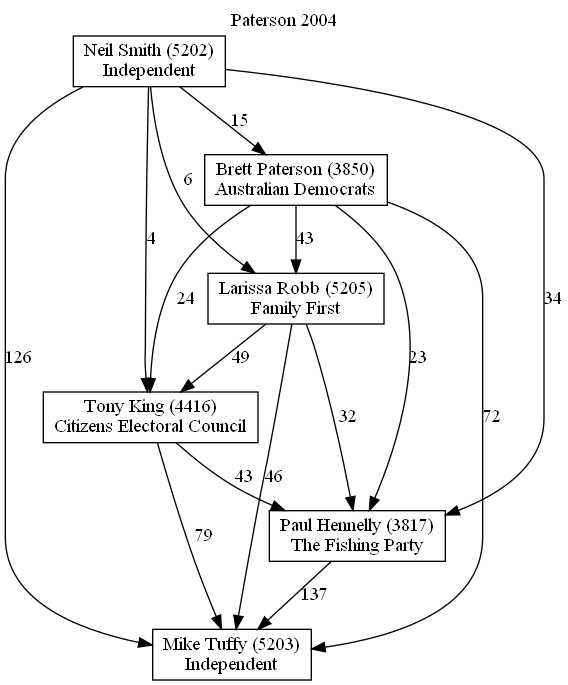 Paterson 2004
Neil Smith (5202)
Independent
15
Brett Paterson (3850)
Australian Democrats
6
4
43
Larissa Robb (5205)
Family First
24
34
126
49
23
Tony King (4416)
Citizens Electoral Council
32
72
43
46
Paul Hennelly (3817)
The Fishing Party
79
137
Mike Tuffy (5203)
Independent